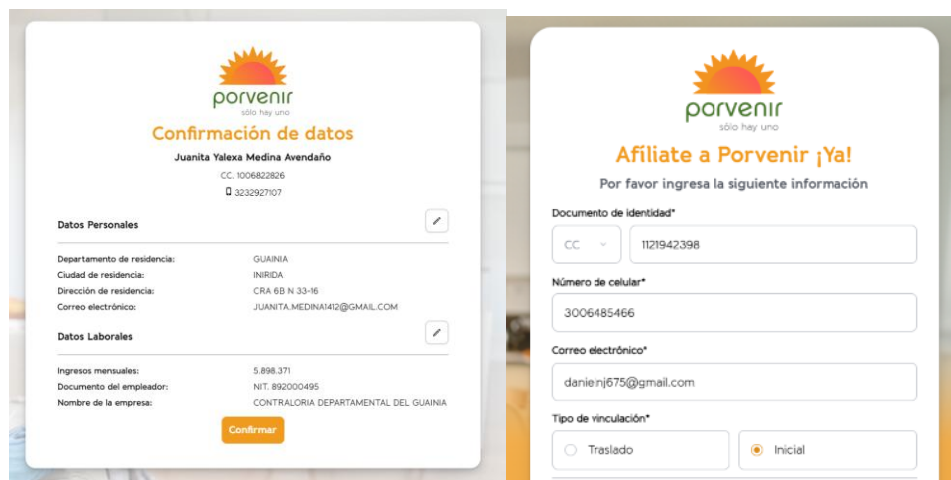 porvenir
sólo hay uno
Confirmación de datos
Juanita Yalexa Medina Avendaño
CC. 1006822826
3232927107
Datos Personales
Departamento de residencia: GUAINIA
Ciudad de residencia: INIRIDA
Dirección de residencia: CRA 6B N 33-16
Correo electrónico: JUANITA.MEDINA1412@GMAIL.COM
Datos Laborales
Ingresos mensuales: 5.898.371
Documento del empleador: NIT. 892000495
Nombre de la empresa: CONTRALORIA DEPARTAMENTAL DEL GUAINIA
Confirmar
porvenir
sólo hay uno
Afíliate a Porvenir ¡Ya!
Por favor ingresa la siguiente información
Documento de identidad*
CC 1121942398
Número de celular*
3006485466
Correo electrónico*
Tipo de vinculación*
Traslado Inicial